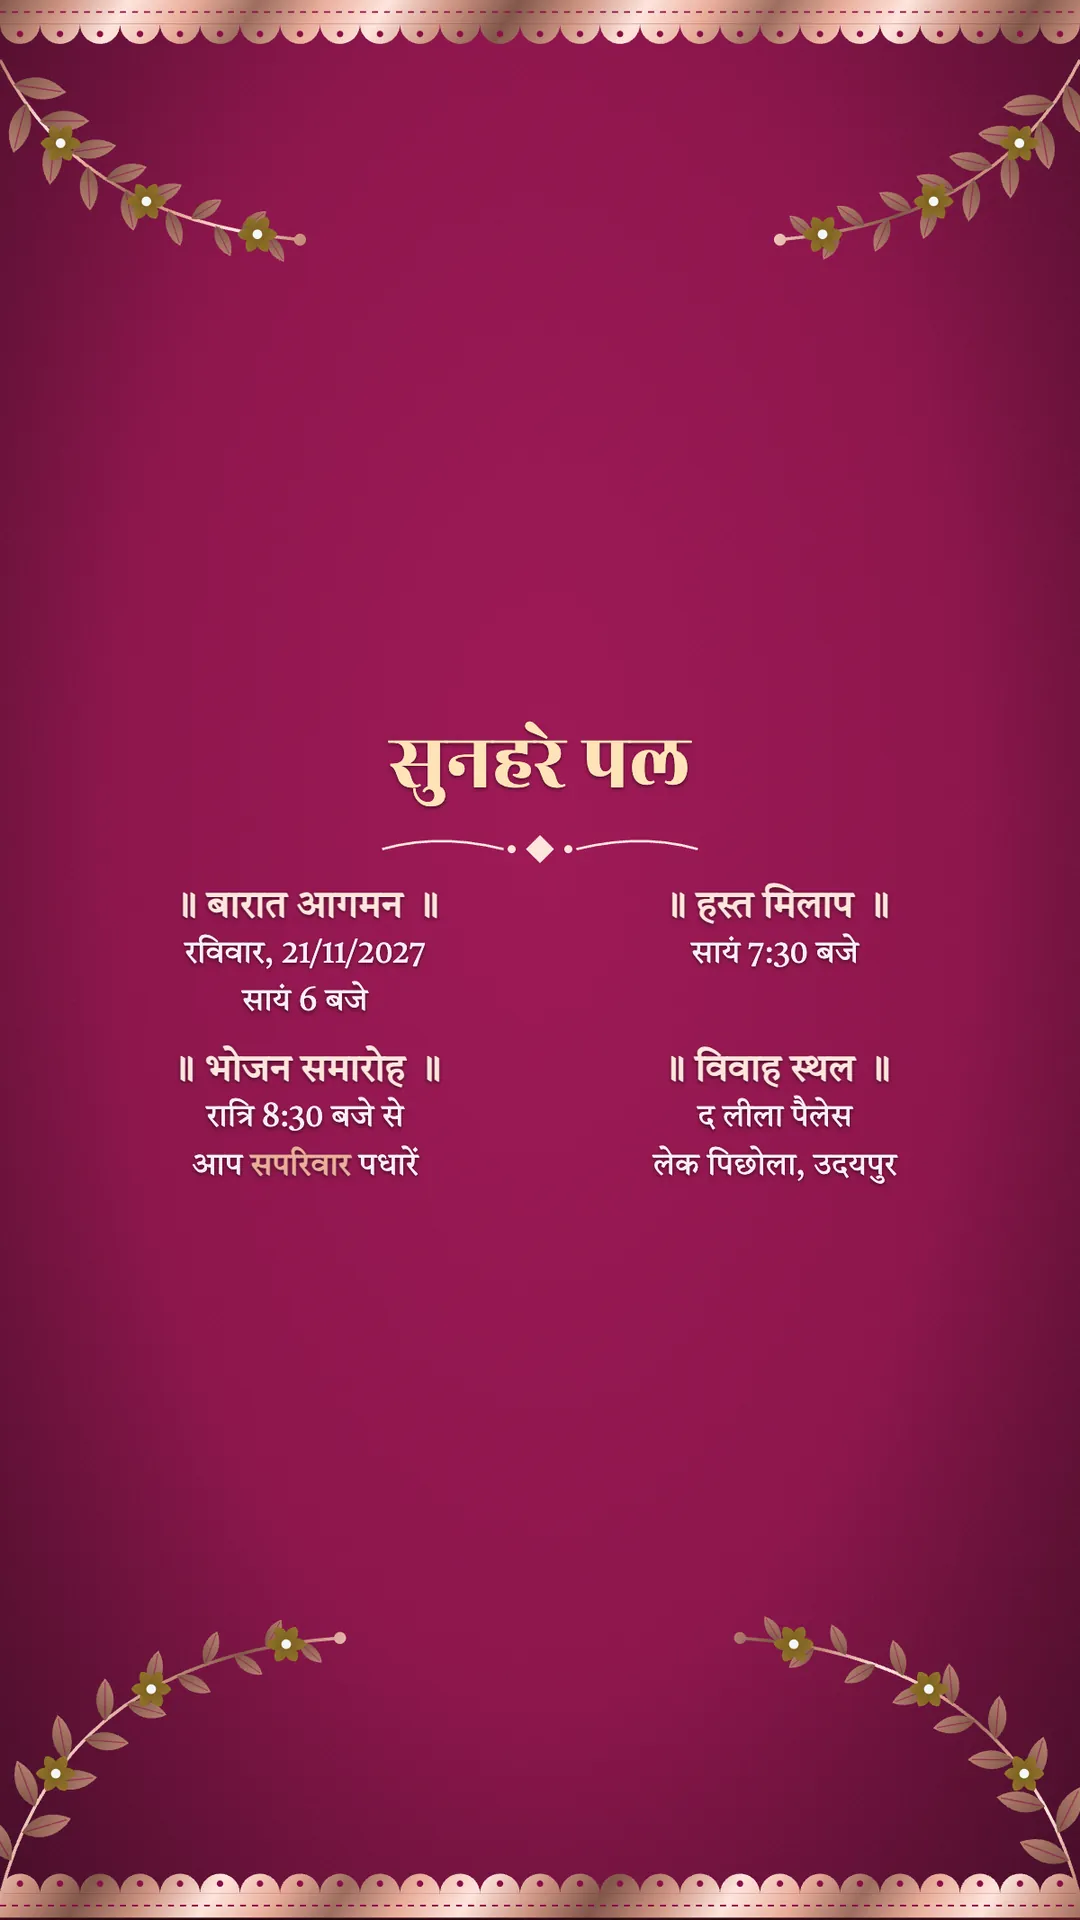 सुनहरे पल
॥ बारात आगमन ॥
रविवार, 21/11/2027
सायं 6 बजे
॥ हस्त मिलाप ॥
सायं 7:30 बजे
॥ भोजन समारोह ॥
रात्रि 8:30 बजे से
आप सपरिवार पधारें
॥ विवाह स्थल ॥
द लीला पैलेस
लेक पिछोला, उदयपुर